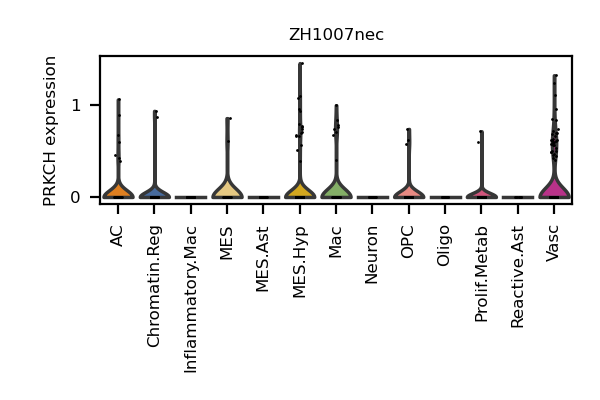 ZH1007nec
PRKCH expression
1
0
AC
Chromatin.Reg
Inflammatory.Mac
MES
MES.Ast
MES.Hyp
Mac
Neuron
OPC
Oligo
Prolif.Metab
Reactive.Ast
Vasc